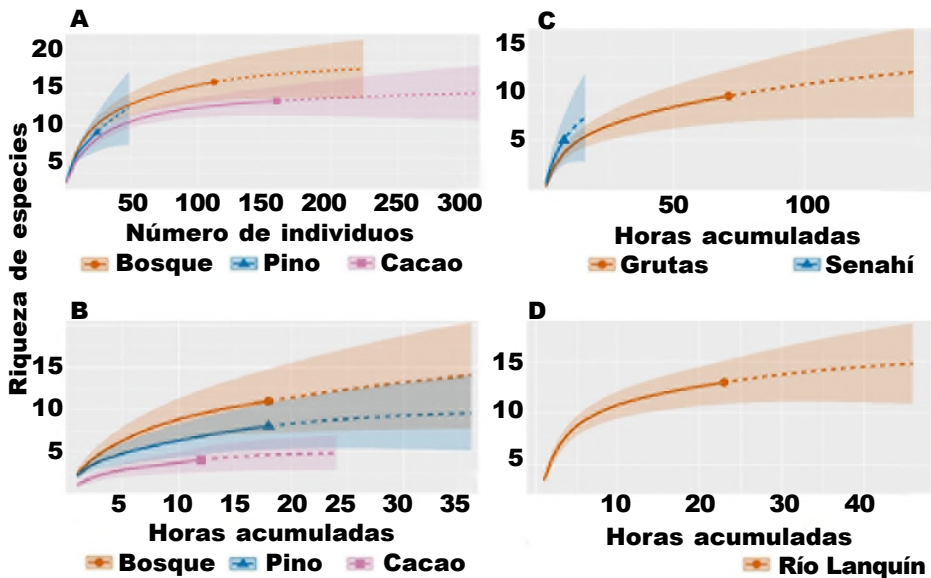 Riqueza de especies
A
20
15
10
5
50 100 150 200 250 300
Número de individuos
Bosque Pino Cacao
B
15
10
5
5 10 15 20 25 30 35
Horas acumuladas
Bosque Pino Cacao
C
15
10
5
50 100
Horas acumuladas
Grutas Senahí
D
15
10
5
10 20 30 40
Horas acumuladas
Río Lanquín